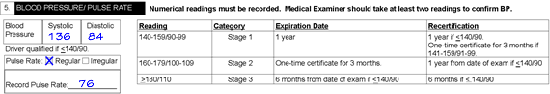 5. BLOOD PRESSURE/ PULSE RATE Numerical readings must be recorded. Medical Examiner should take at least two readings to confirm BP.
Blood Pressure Systolic Diastolic
136 84
Driver qualified if <140/90.
Pulse Rate: X Regular Irregular
Record Pulse Rate: 76
Reading Category Expiration Date Recertification
140-159/90-99 Stage 1 1 year 1 year if <140/90.
One time certificate for 3 months if
141-159/91-99.
160-179/100-109 Stage 2 One-time certificate for 3 months. 1 year from date of exam if <140/90
>180/110 Stage 3 6 months from date of exam if <140/90 6 months if < 140/90